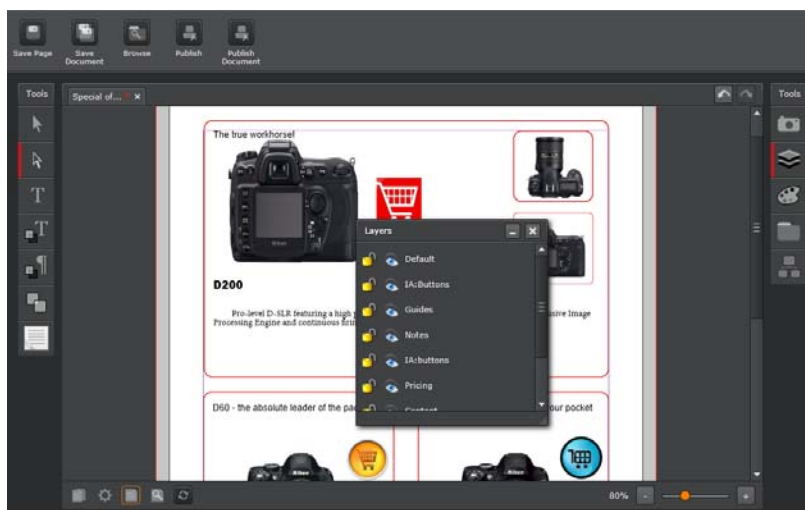 Save Page
Save Document
Browse
Publish
Publish Document
Tools
Special of...* ×
Tools
The true workhorse!
Layers
Default
IA:Buttons
Guides
Notes
IA:buttons
Pricing
Content
D200
Pro-level D-SLR featuring a high
usive Image
Processing Engine and continuous
D60 - the absolute leader of the pa
our pocket
80%